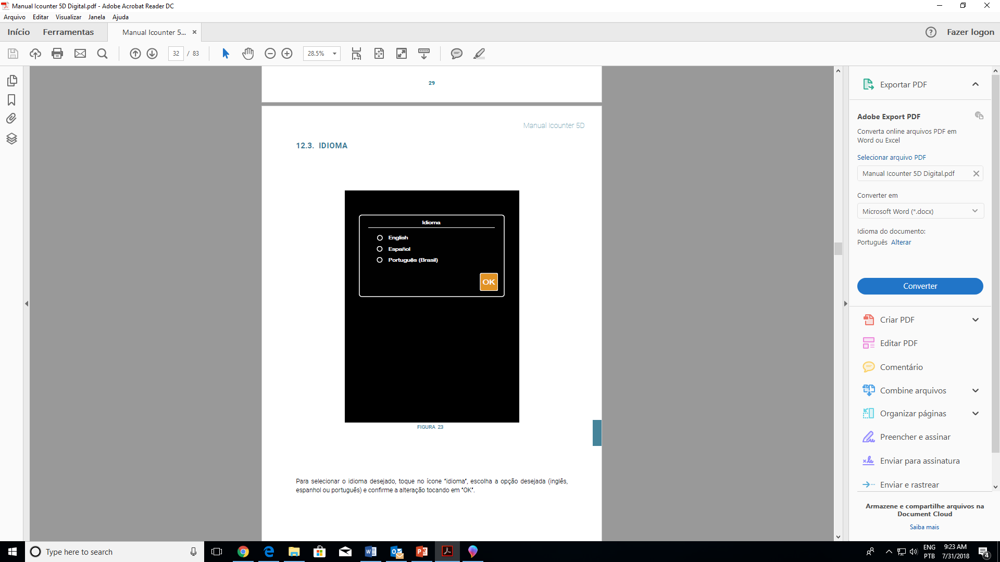 Manual Icounter 5D Digital.pdf - Adobe Acrobat Reader DC
Arquivo Editar Visualizar Janela Ajuda
Início Ferramentas Manual Icounter 5... × ? Fazer logon
32 / 83 28.5%
29
Manual Icounter 5D
12.3. IDIOMA
Idioma
English
Español
Português (Brasil)
OK
FIGURA 23
Para selecionar o idioma desejado, toque no ícone "idioma", escolha a opção desejada (inglês,
espanhol ou português) e confirme a alteração tocando em "OK".
Exportar PDF
Adobe Export PDF
Converta online arquivos PDF em
Word ou Excel
Selecionar arquivo PDF
Manual Icounter 5D Digital.pdf
Converter em
Microsoft Word (*.docx)
Idioma do documento:
Português Alterar
Converter
Criar PDF
Editar PDF
Comentário
Combine arquivos
Organizar páginas
Preencher e assinar
Enviar para assinatura
Enviar e rastrear
Armazene e compartilhe arquivos na
Document Cloud
Saiba mais
Type here to search
ENG
PTB
9:23 AM
7/31/2018
4